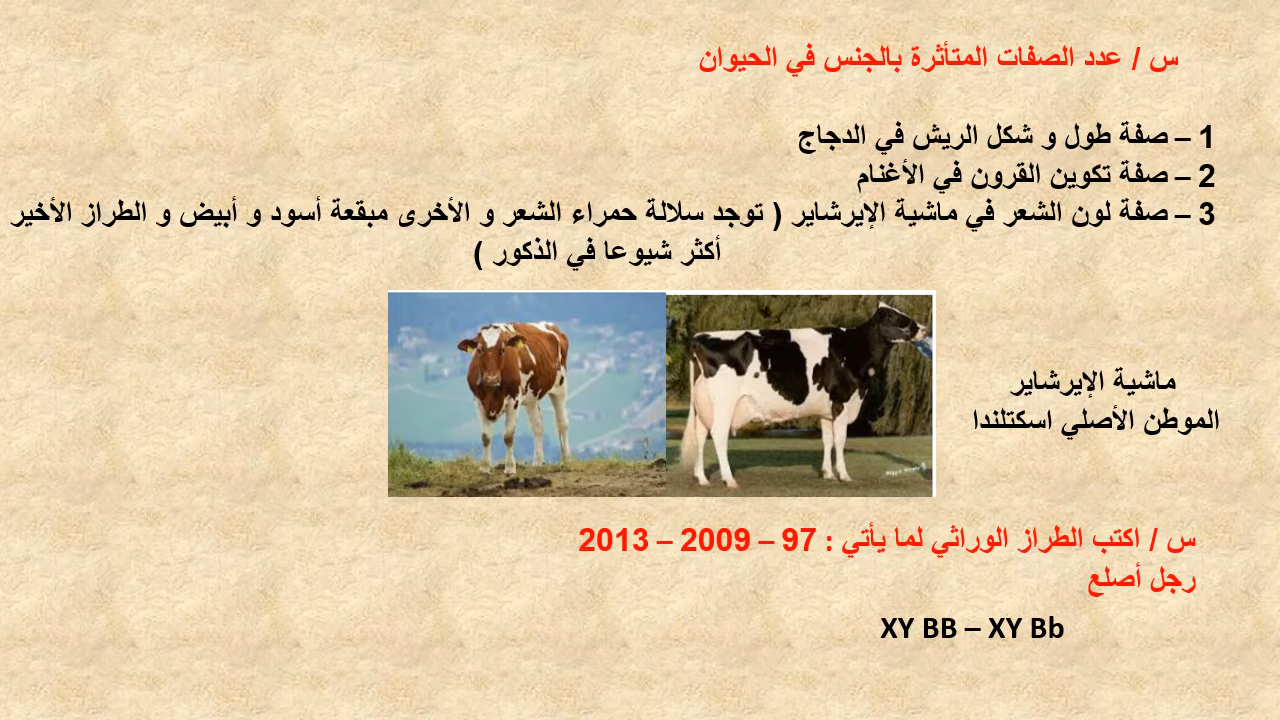 س / عدد الصفات المتأثرة بالجنس في الحيوان
1 – صفة طول و شكل الريش في الدجاج
2 – صفة تكوين القرون في الأغنام
3 – صفة لون الشعر في ماشية الإيرشاير ( توجد سلالة حمراء الشعر و الأخرى مبقعة أسود و أبيض و الطراز الأخير
أكثر شيوعا في الذكور )
ماشية الإيرشاير
الموطن الأصلي اسكتلندا
س / اكتب الطراز الوراثي لما يأتي : 97 – 2009 – 2013
رجل أصلع
XY BB – XY Bb